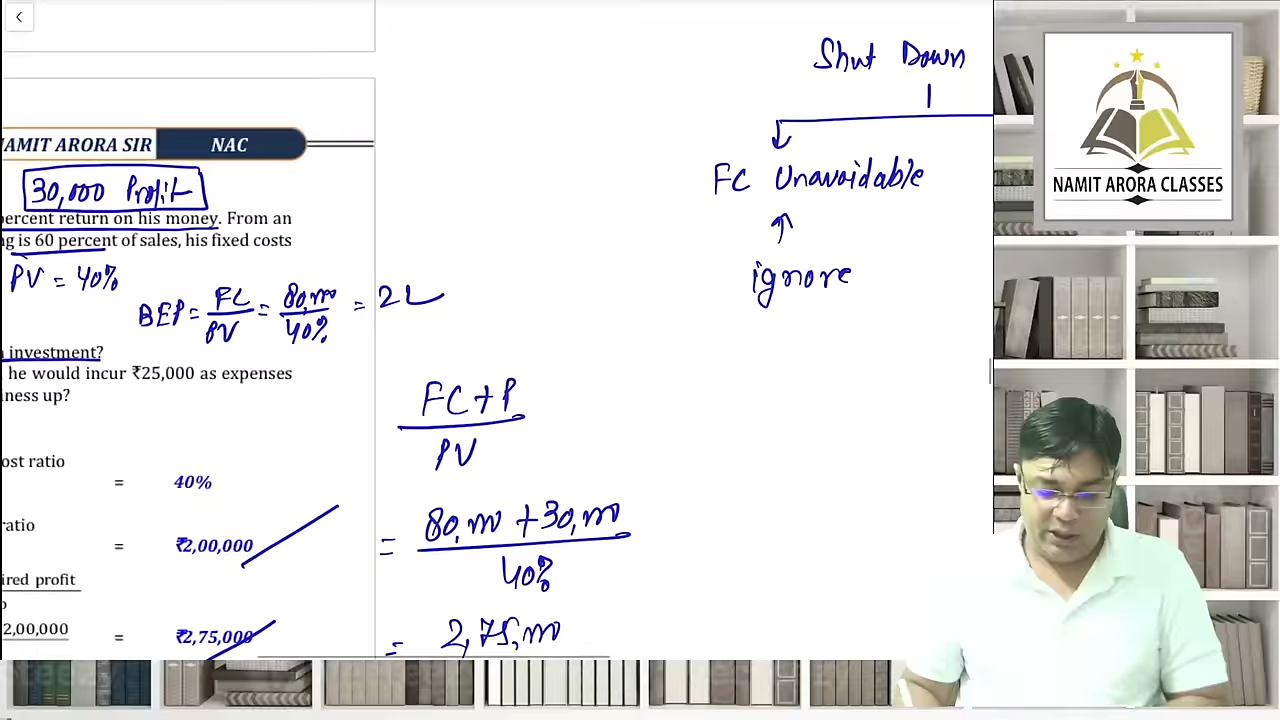 Shut Down
FC Unavoidable
ignore
NAMIT ARORA CLASSES
AMIT ARORA SIR NAC
30,000 Profit
percent return on his money. From an
g is 60 percent of sales, his fixed costs
PV = 40%
BEP = FC/PV = 80,000/40% = 2L
investment?
he would incur ₹25,000 as expenses
iness up?
FC + P
PV
ost ratio
= 40%
ratio
= ₹2,00,000
= 80,000 + 30,000
40%
ired profit
2,00,000
= ₹2,75,000
= 2,75,000